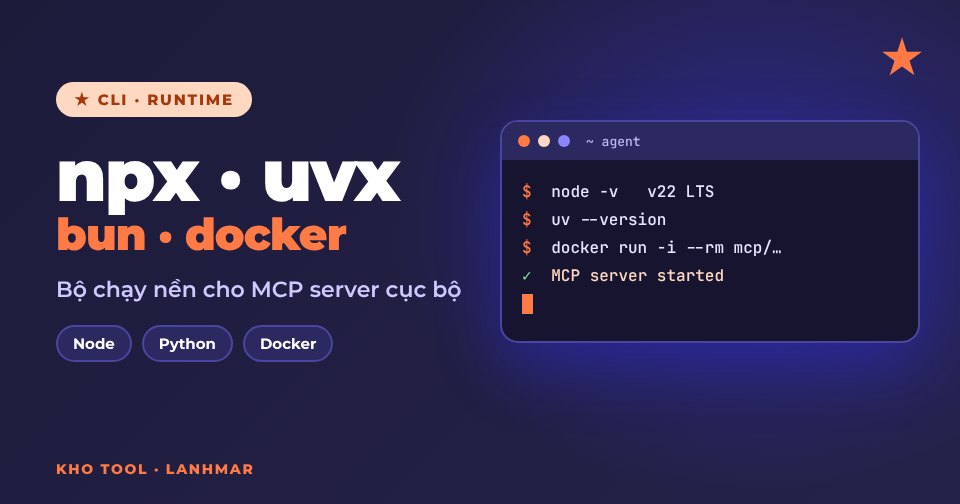 ★ CLI · RUNTIME
npx · uvx
bun · docker
Bộ chạy nền cho MCP server cục bộ
Node Python Docker
KHO TOOL · LANHMAR
~ agent
$ node -v v22 LTS
$ uv --version
$ docker run -i --rm mcp/…
✓ MCP server started